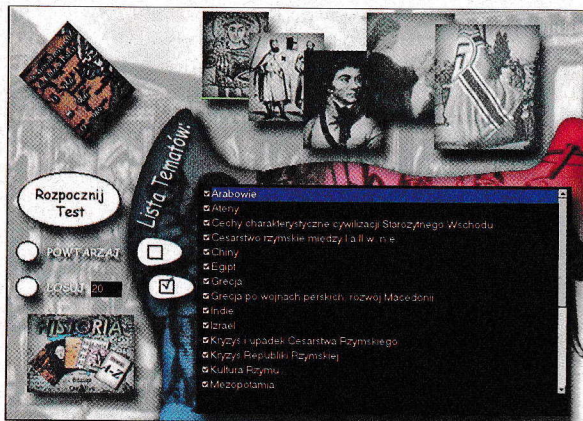 Lista Tematów:
Rozpocznij
Test
POWTARZAJ
LOSUJ 20
HISTORIA
A-Z
Arabowie
Ateny
Cechy charakterystyczne cywilizacji Starożytnego Wschodu
Cesarstwo rzymskie między I a II w. n.e.
Chiny
Egipt
Grecja
Grecja po wojnach perskich, rozwój Macedonii
Indie
Izrael
Kryzys i upadek Cesarstwa Rzymskiego
Kryzys Republiki Rzymskiej
Kultura Rzymu
Mezopotamia